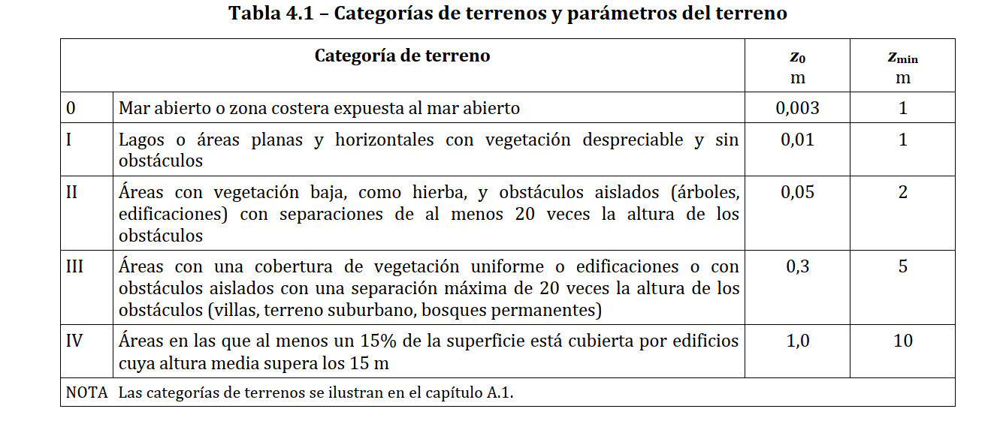 Tabla 4.1 – Categorías de terrenos y parámetros del terreno
Categoría de terreno
z0
m
zmin
m
0 Mar abierto o zona costera expuesta al mar abierto 0,003 1
I Lagos o áreas planas y horizontales con vegetación despreciable y sin 0,01 1
obstáculos
II Áreas con vegetación baja, como hierba, y obstáculos aislados (árboles, 0,05 2
edificaciones) con separaciones de al menos 20 veces la altura de los
obstáculos
III Áreas con una cobertura de vegetación uniforme o edificaciones o con 0,3 5
obstáculos aislados con una separación máxima de 20 veces la altura de los
obstáculos (villas, terreno suburbano, bosques permanentes)
IV Áreas en las que al menos un 15% de la superficie está cubierta por edificios 1,0 10
cuya altura media supera los 15 m
NOTA Las categorías de terrenos se ilustran en el capítulo A.1.